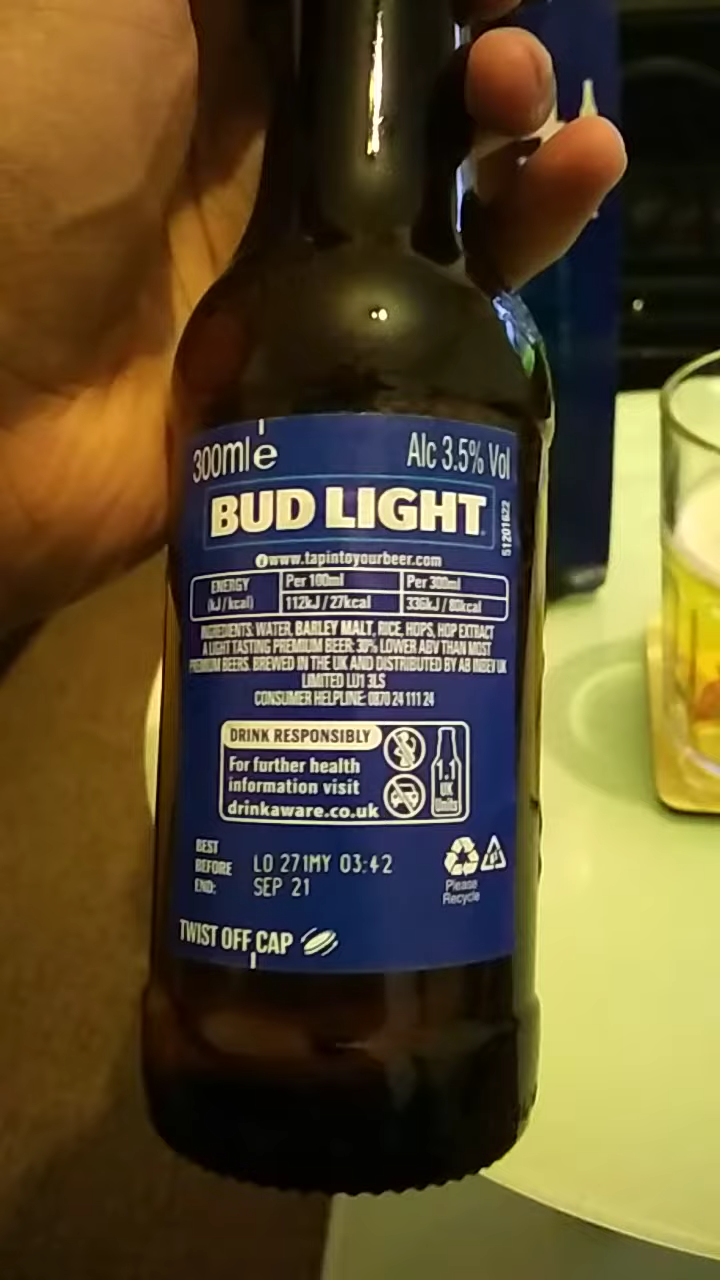 300ml e Alc 3.5% Vol
BUD LIGHT
51201622
www.tapintoyourbeer.com
ENERGY Per 100ml Per 300ml
(kJ/kcal) 112kJ/27kcal 336kJ/80kcal
INGREDIENTS: WATER, BARLEY MALT, RICE, HOPS, HOP EXTRACT
A LIGHT TASTING PREMIUM BEER: 30% LOWER ABV THAN MOST
PREMIUM BEERS. BREWED IN THE UK AND DISTRIBUTED BY AB INBEV UK
LIMITED LU1 3LS
CONSUMER HELPLINE: 0870 24 111 24
DRINK RESPONSIBLY
For further health
information visit
drinkaware.co.uk
1.1
UK
Units
BEST
BEFORE
END:
LO 271MY 03:42
SEP 21
Please
Recycle
TWIST OFF CAP